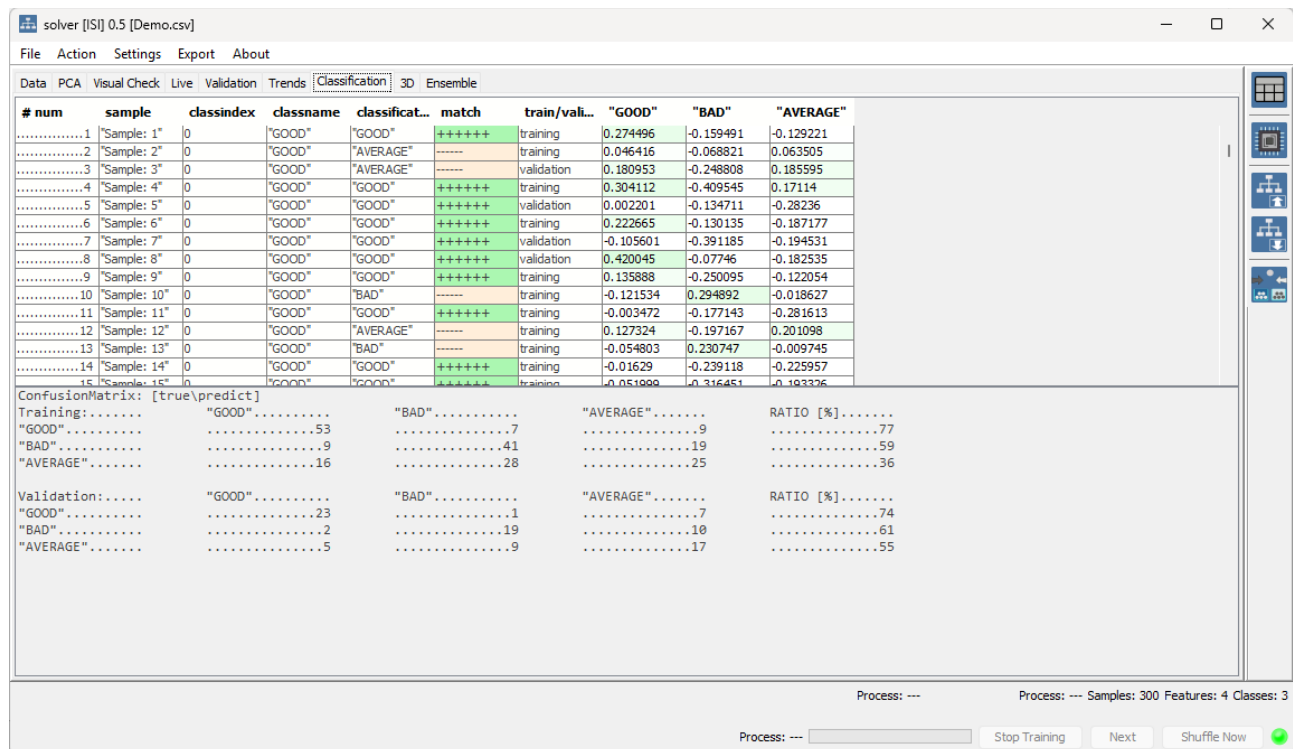 solver [ISI] 0.5 [Demo.csv]
File Action Settings Export About
Data PCA Visual Check Live Validation Trends Classification 3D Ensemble
# num sample classindex classname classificat... match train/vali... "GOOD" "BAD" "AVERAGE"
...............1 "Sample: 1" 0 "GOOD" "GOOD" ++++++ training 0.274496 -0.159491 -0.129221
...............2 "Sample: 2" 0 "GOOD" "AVERAGE" ------ training 0.046416 -0.068821 0.063505
...............3 "Sample: 3" 0 "GOOD" "AVERAGE" ------ validation 0.180953 -0.248808 0.185595
...............4 "Sample: 4" 0 "GOOD" "GOOD" ++++++ training 0.304112 -0.409545 0.17114
...............5 "Sample: 5" 0 "GOOD" "GOOD" ++++++ validation 0.002201 -0.134711 -0.28236
...............6 "Sample: 6" 0 "GOOD" "GOOD" ++++++ training 0.222665 -0.130135 -0.187177
...............7 "Sample: 7" 0 "GOOD" "GOOD" ++++++ validation -0.105601 -0.391185 -0.194531
...............8 "Sample: 8" 0 "GOOD" "GOOD" ++++++ validation 0.420045 -0.07746 -0.182535
...............9 "Sample: 9" 0 "GOOD" "GOOD" ++++++ training 0.135888 -0.250095 -0.122054
..............10 "Sample: 10" 0 "GOOD" "BAD" ------ training -0.121534 0.294892 -0.018627
..............11 "Sample: 11" 0 "GOOD" "GOOD" ++++++ training -0.003472 -0.177143 -0.281613
..............12 "Sample: 12" 0 "GOOD" "AVERAGE" ------ training 0.127324 -0.197167 0.201098
..............13 "Sample: 13" 0 "GOOD" "BAD" ------ training -0.054803 0.230747 -0.009745
..............14 "Sample: 14" 0 "GOOD" "GOOD" ++++++ training -0.01629 -0.239118 -0.225957
..............15 "Sample: 15" 0 "GOOD" "GOOD" ++++++ training -0.051999 -0.316451 -0.193326
ConfusionMatrix: [true\predict]
Training:....... "GOOD".......... "BAD"........... "AVERAGE"....... RATIO [%].......
"GOOD".......... ..............53 ...............7 ...............9 ..............77
"BAD"........... ...............9 ..............41 ..............19 ..............59
"AVERAGE"....... ..............16 ..............28 ..............25 ..............36
Validation:..... "GOOD".......... "BAD"........... "AVERAGE"....... RATIO [%].......
"GOOD".......... ..............23 ...............1 ...............7 ..............74
"BAD"........... ...............2 ..............19 ..............10 ..............61
"AVERAGE"....... ...............5 ...............9 ..............17 ..............55
Process: --- Process: --- Samples: 300 Features: 4 Classes: 3
Process: --- Stop Training Next Shuffle Now